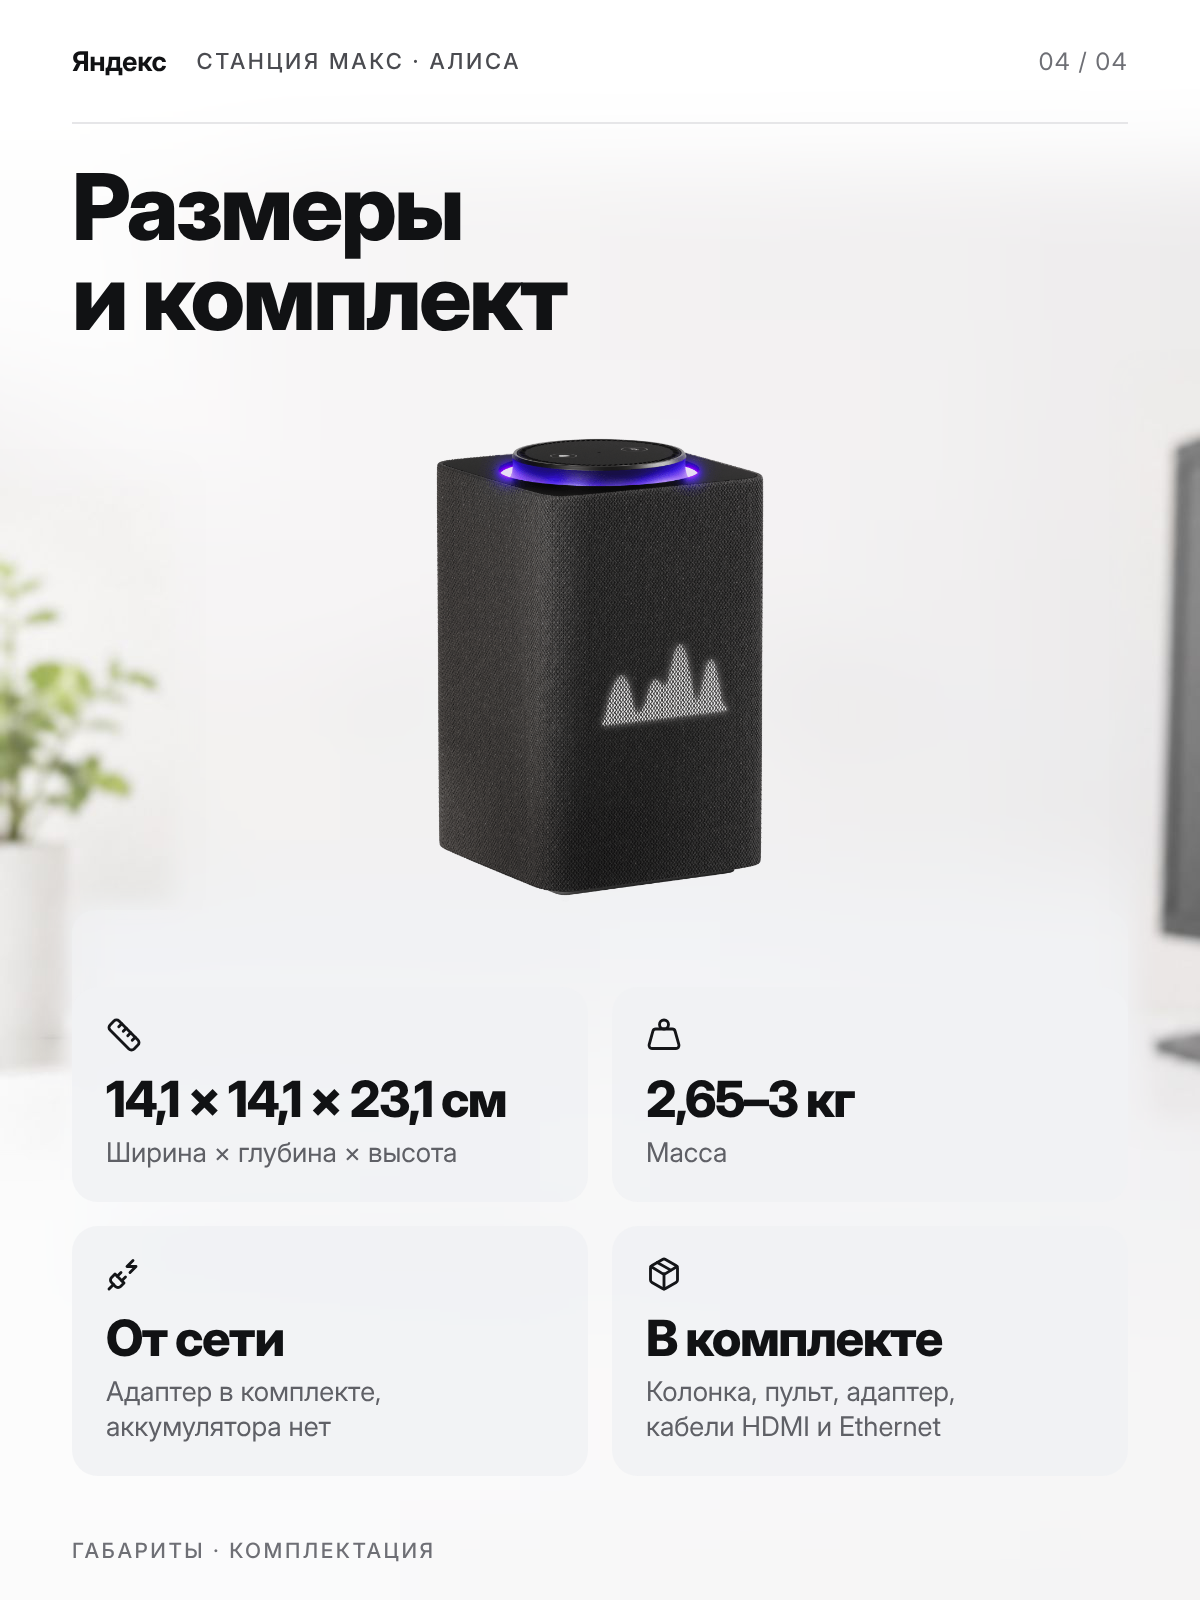 Яндекс СТАНЦИЯ МАКС · АЛИСА 04 / 04
Размеры
и комплект
14,1 × 14,1 × 23,1 см
Ширина × глубина × высота
2,65–3 кг
Масса
От сети
Адаптер в комплекте,
аккумулятора нет
В комплекте
Колонка, пульт, адаптер,
кабели HDMI и Ethernet
ГАБАРИТЫ · КОМПЛЕКТАЦИЯ